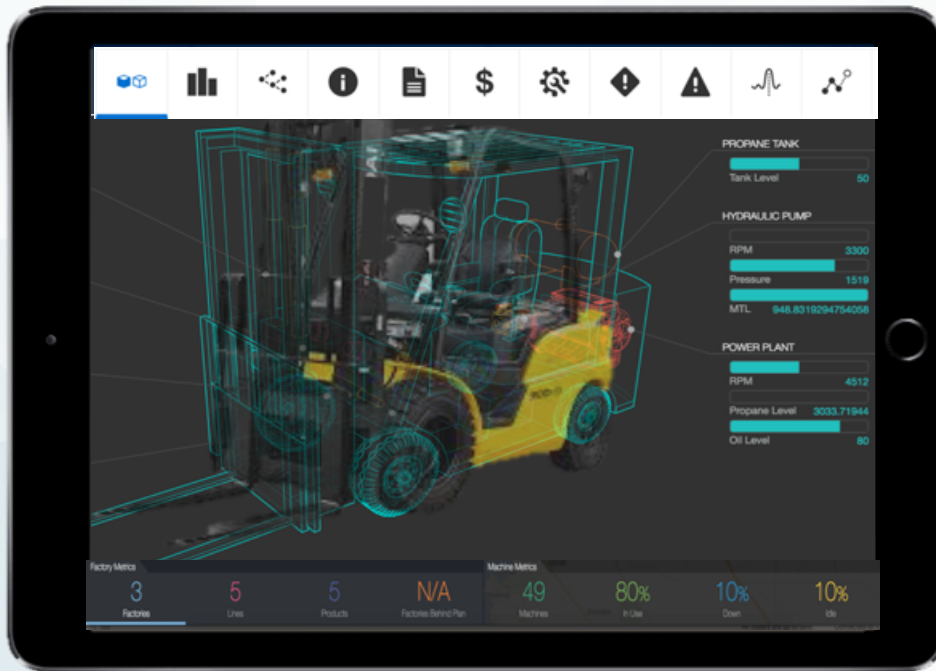 $
PROPANE TANK
Tank Level 50
HYDRAULIC PUMP
RPM 3300
Pressure 1519
MTL 948.8319294754058
POWER PLANT
RPM 4512
Propane Level 3033.71944
Oil Level 80
Factory Metrics
Machine Metrics
3 5 5 N/A 49 80% 10% 10%
Factories Lines Products Factories Behind Plan Machines In Use Down Idle